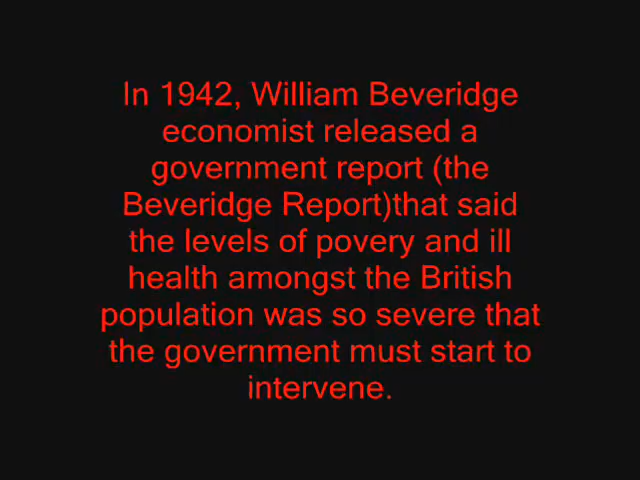 In 1942, William Beveridge
economist released a
government report (the
Beveridge Report)that said
the levels of povery and ill
health amongst the British
population was so severe that
the government must start to
intervene.